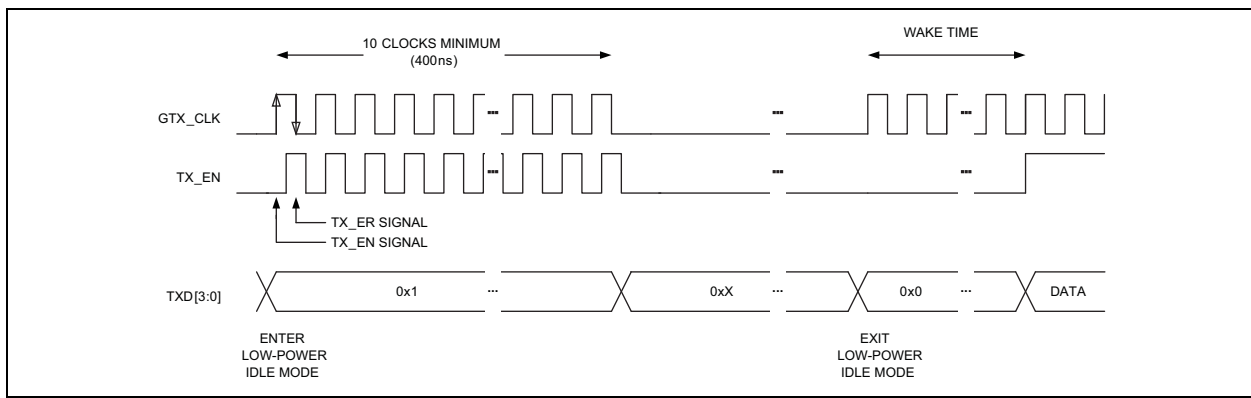 10 CLOCKS MINIMUM
(400ns)
WAKE TIME
GTX_CLK
...
...
...
TX_EN
...
...
...
TX_ER SIGNAL
TX_EN SIGNAL
TXD[3:0]
0x1
...
0xX
...
0x0
...
DATA
ENTER
LOW-POWER
IDLE MODE
EXIT
LOW-POWER
IDLE MODE